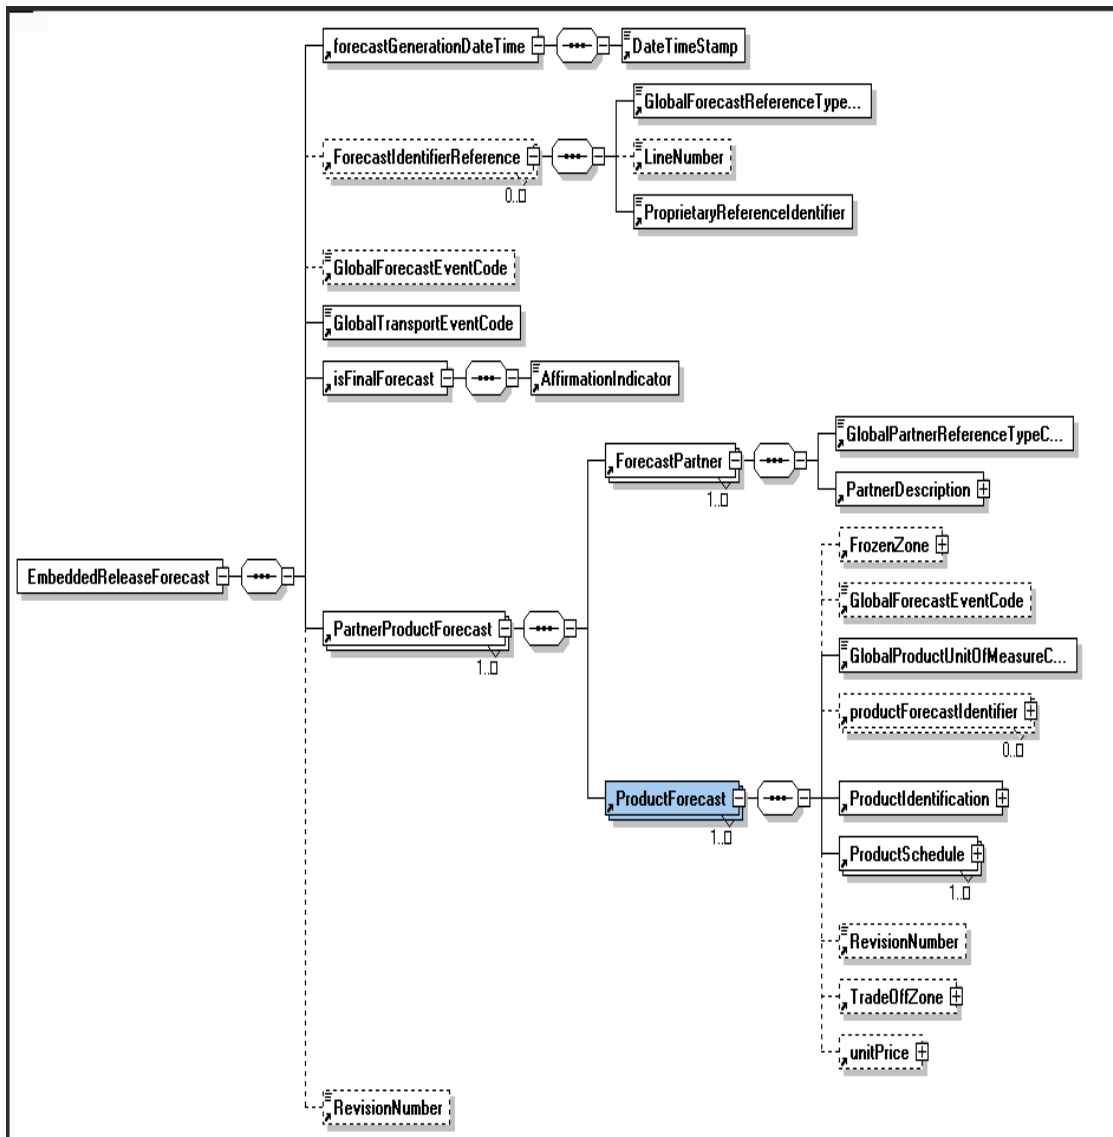 forecastGenerationDateTime
DateTimeStamp
GlobalForecastReferenceType...
ForecastIdentifierReference
LineNumber
0..▯
ProprietaryReferenceIdentifier
GlobalForecastEventCode
GlobalTransportEventCode
isFinalForecast
AffirmationIndicator
GlobalPartnerReferenceTypeC...
ForecastPartner
1..▯
PartnerDescription
FrozenZone
EmbeddedReleaseForecast
GlobalForecastEventCode
PartnerProductForecast
1..▯
GlobalProductUnitOfMeasureC...
productForecastIdentifier
0..▯
ProductForecast
1..▯
ProductIdentification
ProductSchedule
1..▯
RevisionNumber
TradeOffZone
unitPrice
RevisionNumber